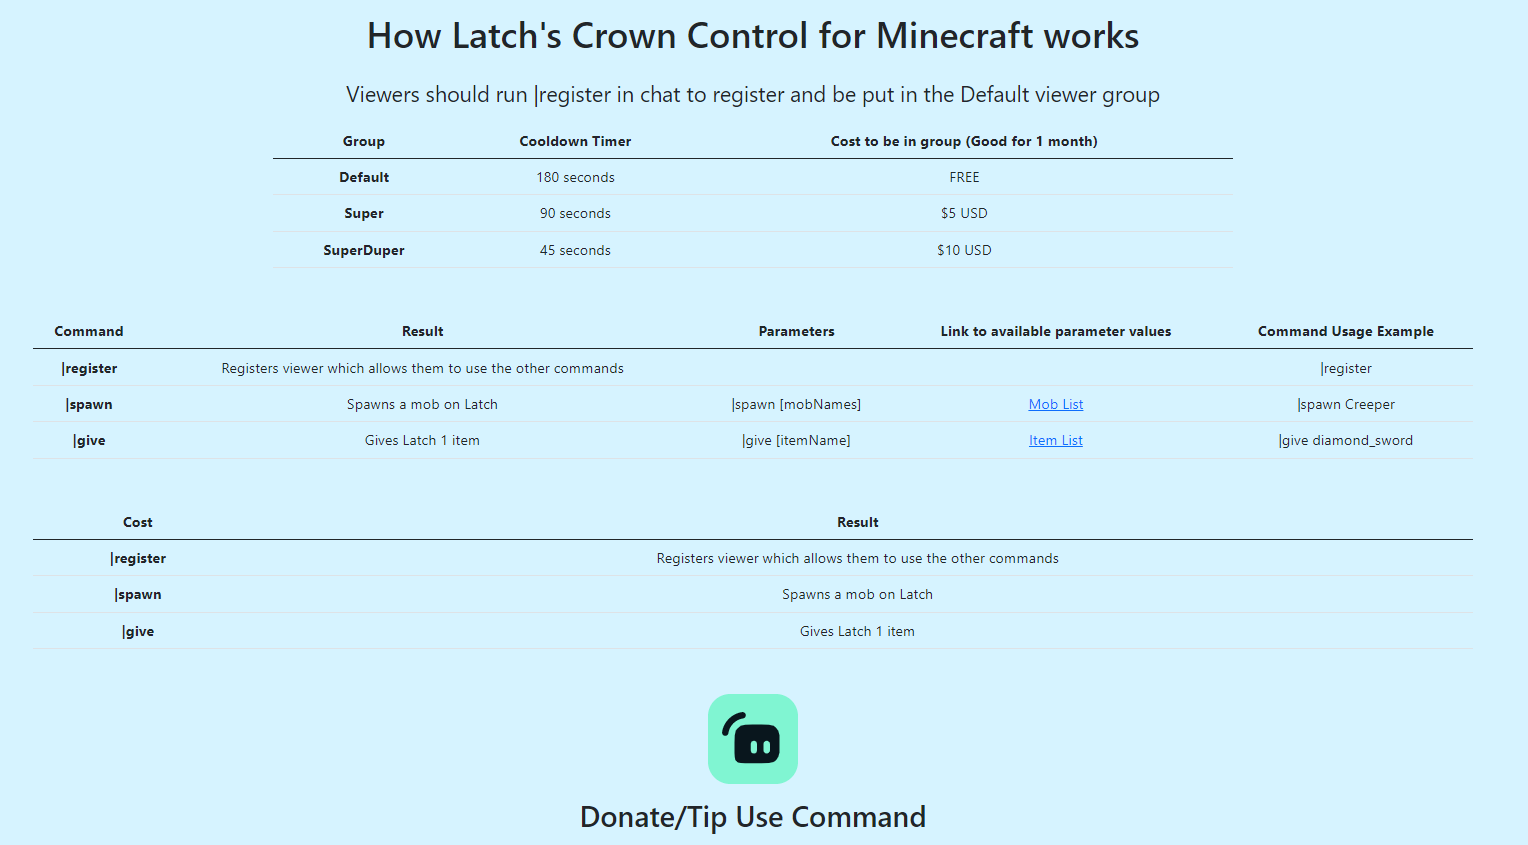 How Latch's Crown Control for Minecraft works
Viewers should run |register in chat to register and be put in the Default viewer group
Group Cooldown Timer Cost to be in group (Good for 1 month)
Default 180 seconds FREE
Super 90 seconds $5 USD
SuperDuper 45 seconds $10 USD
Command Result Parameters Link to available parameter values Command Usage Example
|register Registers viewer which allows them to use the other commands |register
|spawn Spawns a mob on Latch |spawn [mobNames] Mob List |spawn Creeper
|give Gives Latch 1 item |give [itemName] Item List |give diamond_sword
Cost Result
|register Registers viewer which allows them to use the other commands
|spawn Spawns a mob on Latch
|give Gives Latch 1 item
Donate/Tip Use Command